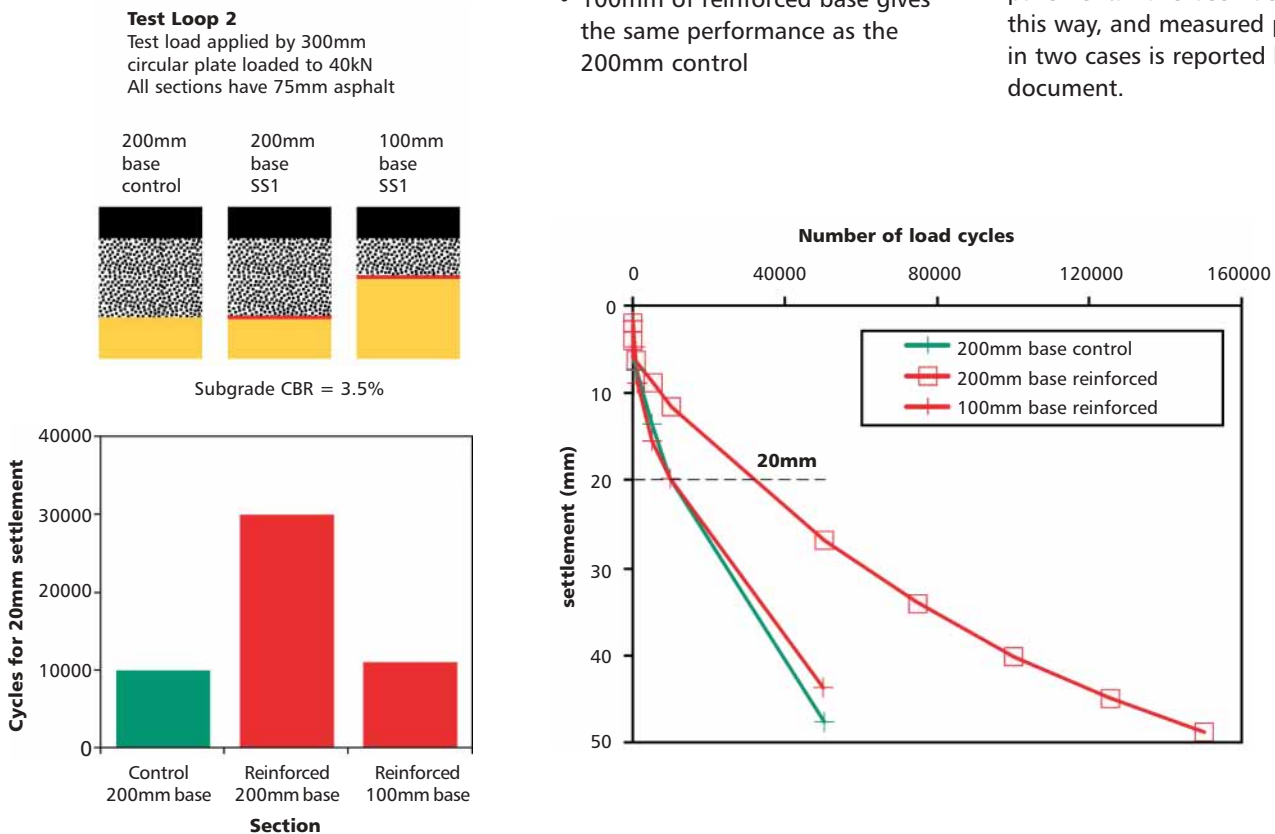 Test Loop 2
Test load applied by 300mm
circular plate loaded to 40kN
All sections have 75mm asphalt
200mm
base
control
200mm
base
SS1
100mm
base
SS1
Subgrade CBR = 3.5%
• 100mm of reinforced base gives
the same performance as the
200mm control
this way, and measured
in two cases is reported
document.
Cycles for 20mm settlement
40000
30000
20000
10000
0
Control
200mm base
Reinforced
200mm base
Reinforced
100mm base
Section
Number of load cycles
0 40000 80000 120000 160000
settlement (mm)
0
10
20
30
40
50
20mm
200mm base control
200mm base reinforced
100mm base reinforced